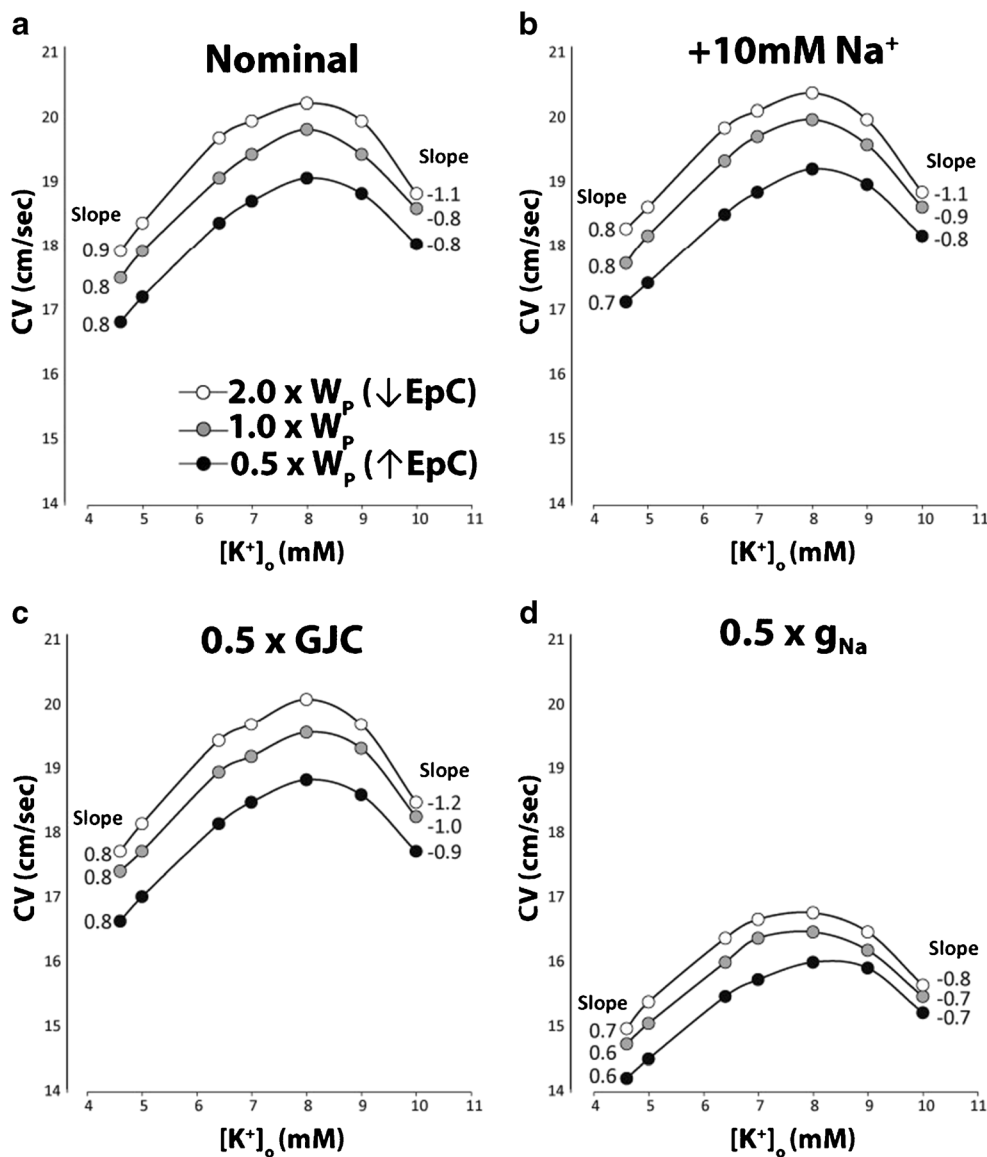 a
Nominal
21
20
19
18
17
16
15
14
CV (cm/sec)
Slope
0.9
0.8
0.8
Slope
-1.1
-0.8
-0.8
2.0 x W_P (↓EpC)
1.0 x W_P
0.5 x W_P (↑EpC)
4 5 6 7 8 9 10 11
[K⁺]ₒ (mM)
b
+10mM Na⁺
21
20
19
18
17
16
15
14
CV (cm/sec)
Slope
0.8
0.8
0.7
Slope
-1.1
-0.9
-0.8
4 5 6 7 8 9 10 11
[K⁺]ₒ (mM)
c
0.5 x GJC
21
20
19
18
17
16
15
14
CV (cm/sec)
Slope
0.8
0.8
0.8
Slope
-1.2
-1.0
-0.9
4 5 6 7 8 9 10 11
[K⁺]ₒ (mM)
d
0.5 x g_Na
21
20
19
18
17
16
15
14
CV (cm/sec)
Slope
0.7
0.6
0.6
Slope
-0.8
-0.7
-0.7
4 5 6 7 8 9 10 11
[K⁺]ₒ (mM)